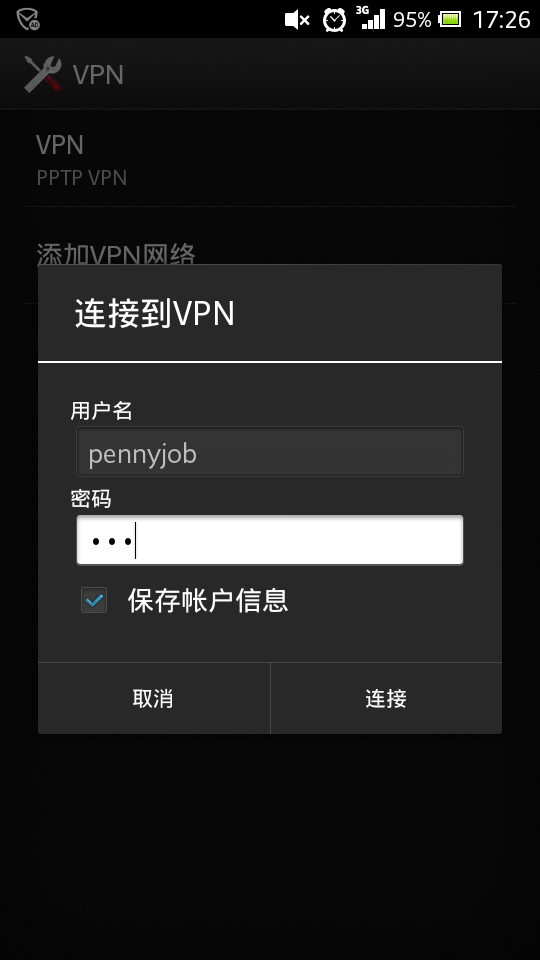 AD 3G 95% 17:26
VPN
VPN
PPTP VPN
添加VPN网络
连接到VPN
用户名
pennyjob
密码
•••
保存帐户信息
取消 连接